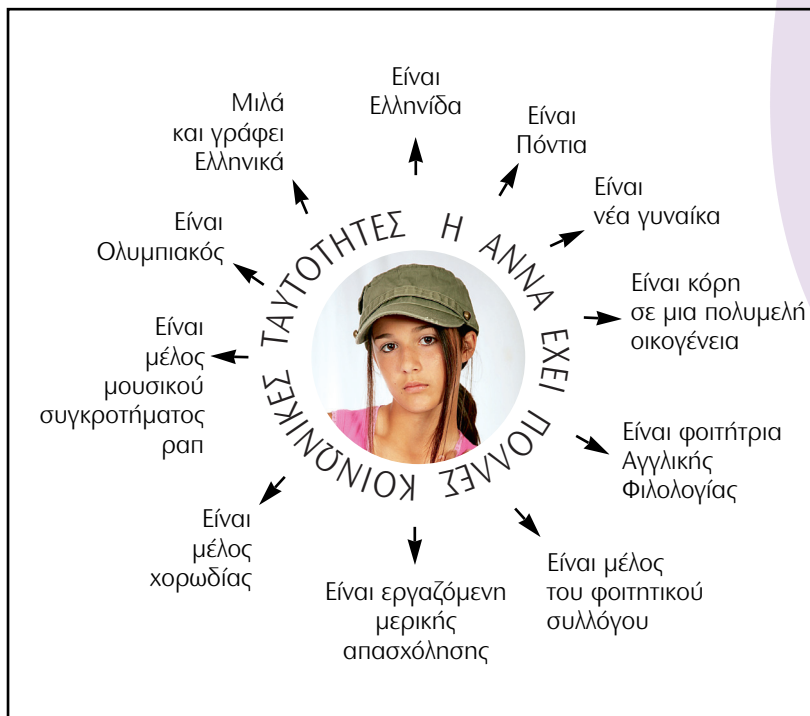 Η ΑΝΝΑ ΕΧΕΙ ΠΟΛΛΕΣ ΚΟΙΝΩΝΙΚΕΣ ΤΑΥΤΟΤΗΤΕΣ
Είναι
Ελληνίδα
Είναι
Πόντια
Είναι
νέα γυναίκα
Είναι κόρη
σε μια πολυμελή
οικογένεια
Είναι φοιτήτρια
Αγγλικής
Φιλολογίας
Είναι μέλος
του φοιτητικού
συλλόγου
Είναι εργαζόμενη
μερικής
απασχόλησης
Είναι
μέλος
χορωδίας
Είναι
μέλος
μουσικού
συγκροτήματος
ραπ
Είναι
Ολυμπιακός
Μιλά
και γράφει
Ελληνικά